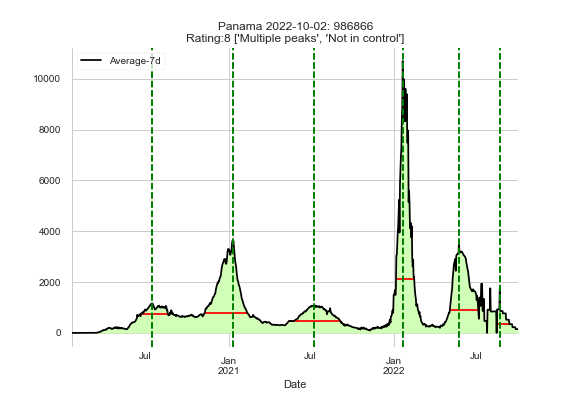 Panama 2022-10-02: 986866
Rating:8 ['Multiple peaks', 'Not in control']
Average-7d
10000
8000
6000
4000
2000
0
Jul
Jan
2021
Jul
Jan
2022
Jul
Date